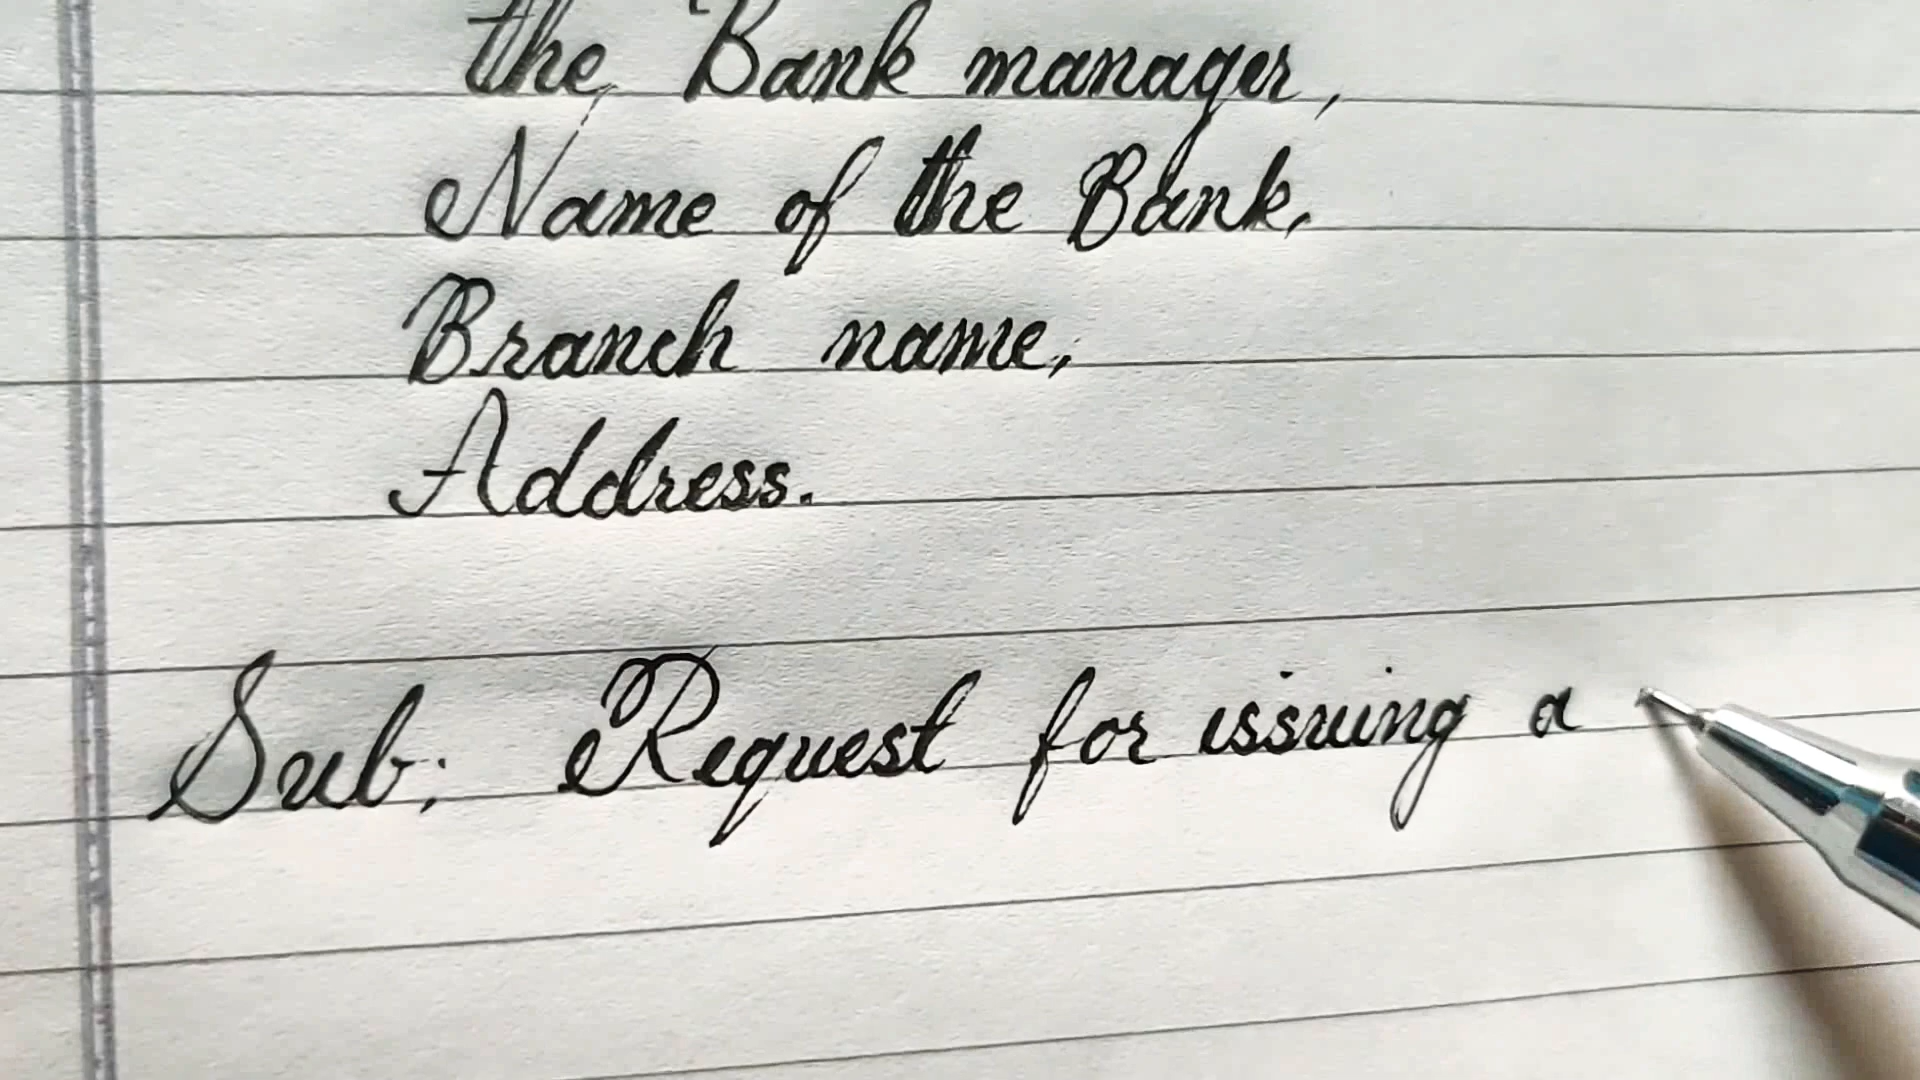 the Bank manager,
Name of the Bank,
Branch name,
Address.
Sub: Request for issuing a